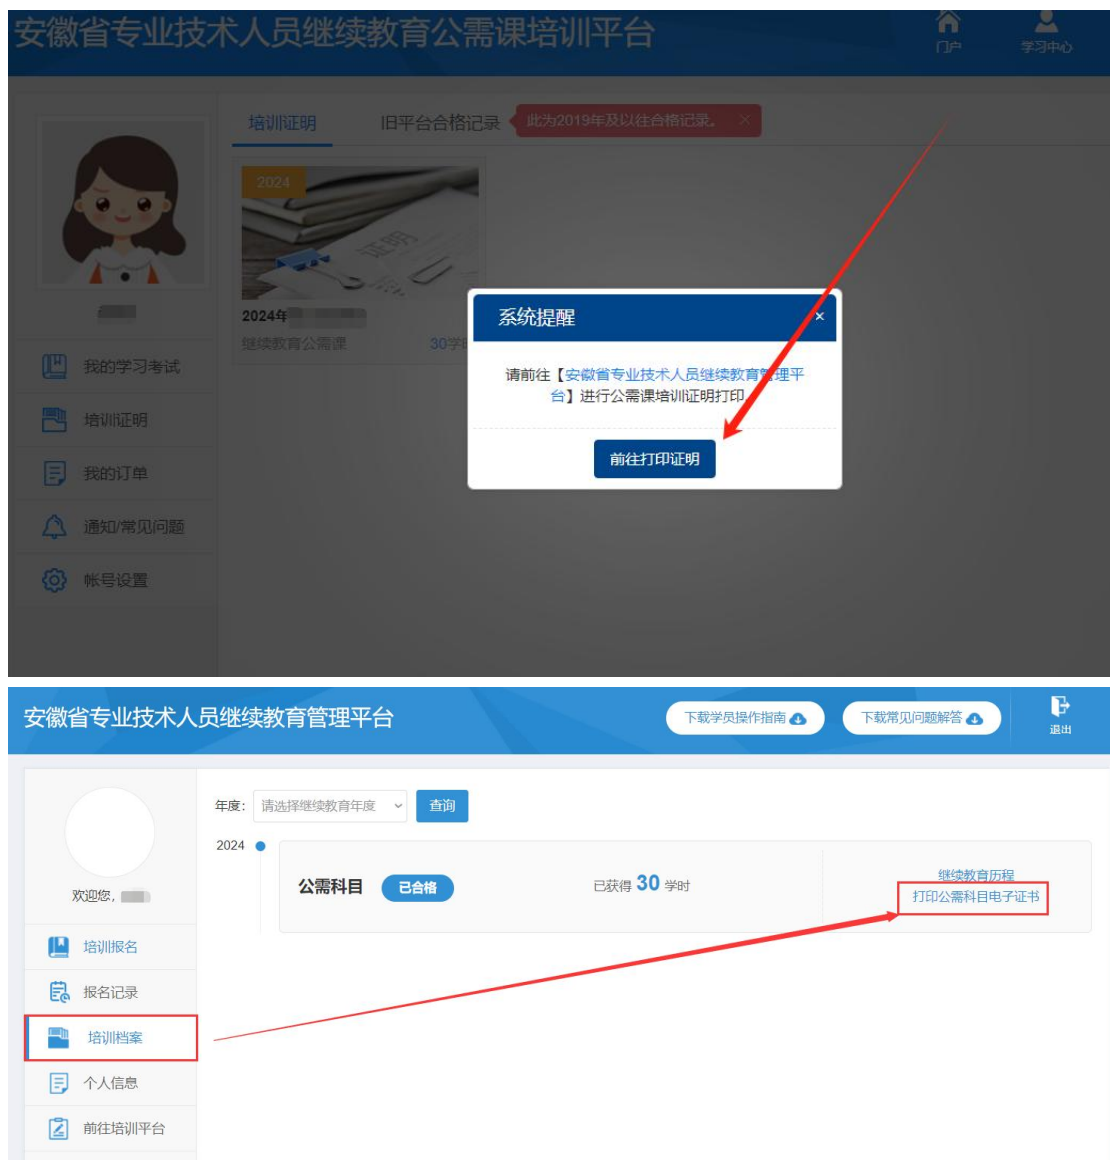 安徽省专业技术人员继续教育公需课培训平台
门户
学习中心
培训证明
旧平台合格记录
此为2019年及以往合格记录。 ×
2024
证明
2024年
继续教育公需课
30学时
系统提醒
×
请前往【安徽省专业技术人员继续教育管理平
台】进行公需课培训证明打印。
前往打印证明
我的学习考试
培训证明
我的订单
通知/常见问题
帐号设置
安徽省专业技术人员继续教育管理平台
下载学员操作指南
下载常见问题解答
退出
欢迎您,
培训报名
报名记录
培训档案
个人信息
前往培训平台
年度:
请选择继续教育年度
查询
2024
公需科目
已合格
已获得 30 学时
继续教育历程
打印公需科目电子证书